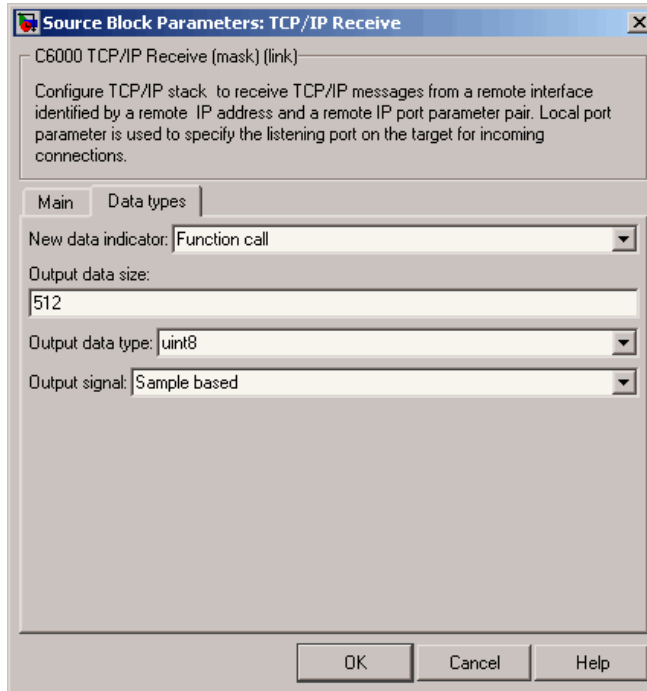 Source Block Parameters: TCP/IP Receive
C6000 TCP/IP Receive (mask) (link)
Configure TCP/IP stack  to receive TCP/IP messages from a remote interface
identified by a remote  IP address and a remote IP port parameter pair. Local port
parameter is used to specify the listening port on the target for incoming
connections.
Main Data types
New data indicator: Function call
Output data size:
512
Output data type: uint8
Output signal: Sample based
OK Cancel Help